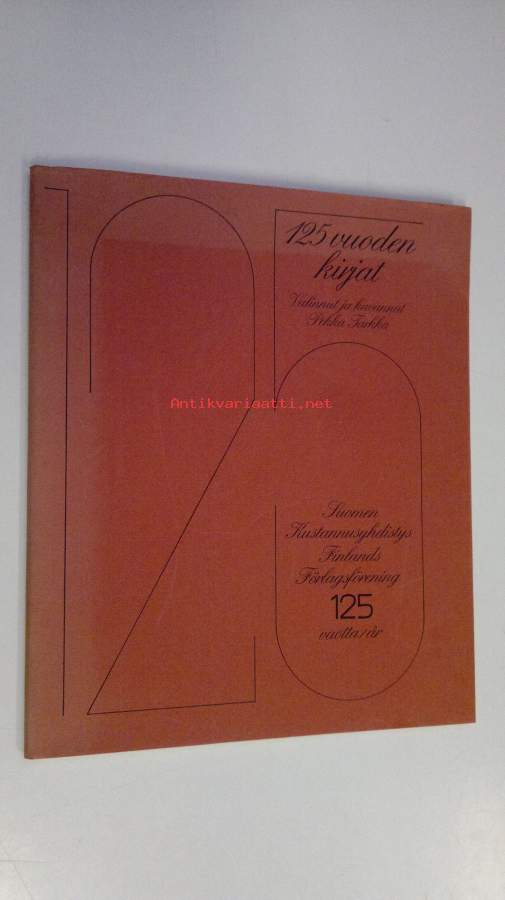 125 vuoden
kirjat
Valinnut ja kuvannut
Pekka Tarkka
Antikvariaatti.net
Suomen
Kustannusyhdistys
Finlands
Förlagsförening
125
vuotta/år